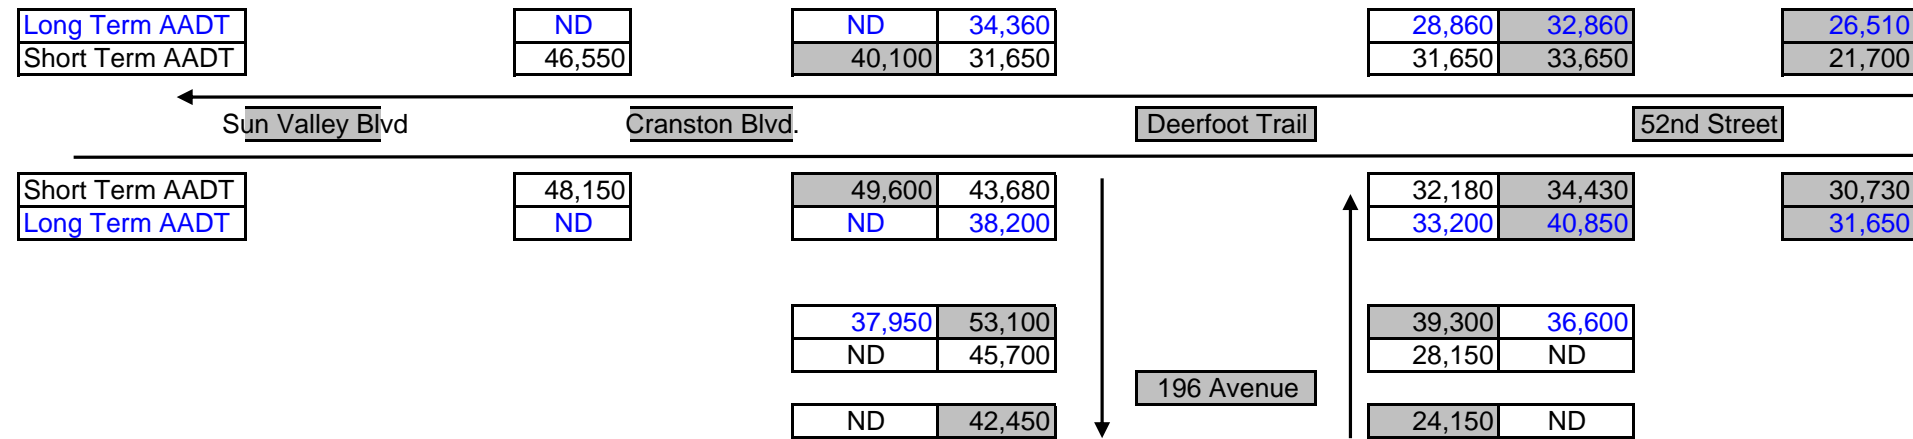 Long Term AADT ND ND 34,360 28,860 32,860 26,510
Short Term AADT 46,550 40,100 31,650 31,650 33,650 21,700
Sun Valley Blvd Cranston Blvd. Deerfoot Trail 52nd Street
Short Term AADT 48,150 49,600 43,680 32,180 34,430 30,730
Long Term AADT ND ND 38,200 33,200 40,850 31,650
37,950 53,100 39,300 36,600
ND 45,700 28,150 ND
196 Avenue
ND 42,450 24,150 ND